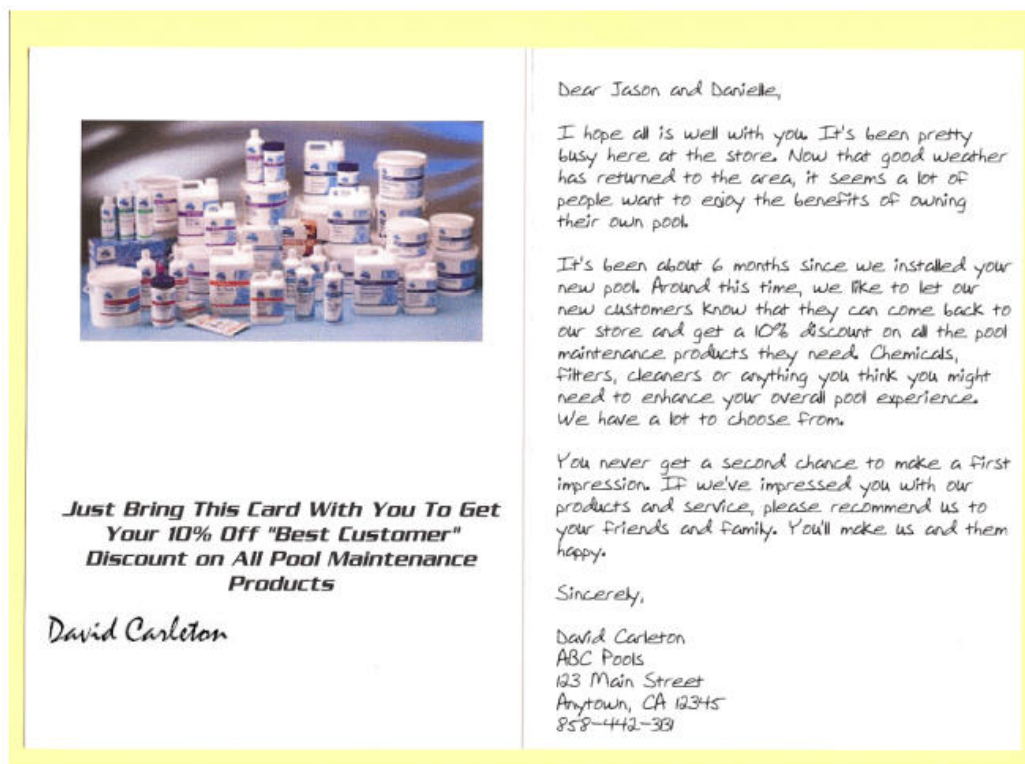 Just Bring This Card With You To Get
Your 10% Off "Best Customer"
Discount on All Pool Maintenance
Products
David Carleton
Dear Jason and Danielle,
I hope all is well with you. It's been pretty
busy here at the store. Now that good weather
has returned to the area, it seems a lot of
people want to enjoy the benefits of owning
their own pool.
It's been about 6 months since we installed your
new pool. Around this time, we like to let our
new customers know that they can come back to
our store and get a 10% discount on all the pool
maintenance products they need. Chemicals,
filters, cleaners or anything you think you might
need to enhance your overall pool experience.
We have a lot to choose from.
You never get a second chance to make a first
impression. If we've impressed you with our
products and service, please recommend us to
your friends and family. You'll make us and them
happy.
Sincerely,
David Carleton
ABC Pools
123 Main Street
Anytown, CA 12345
858-442-3131